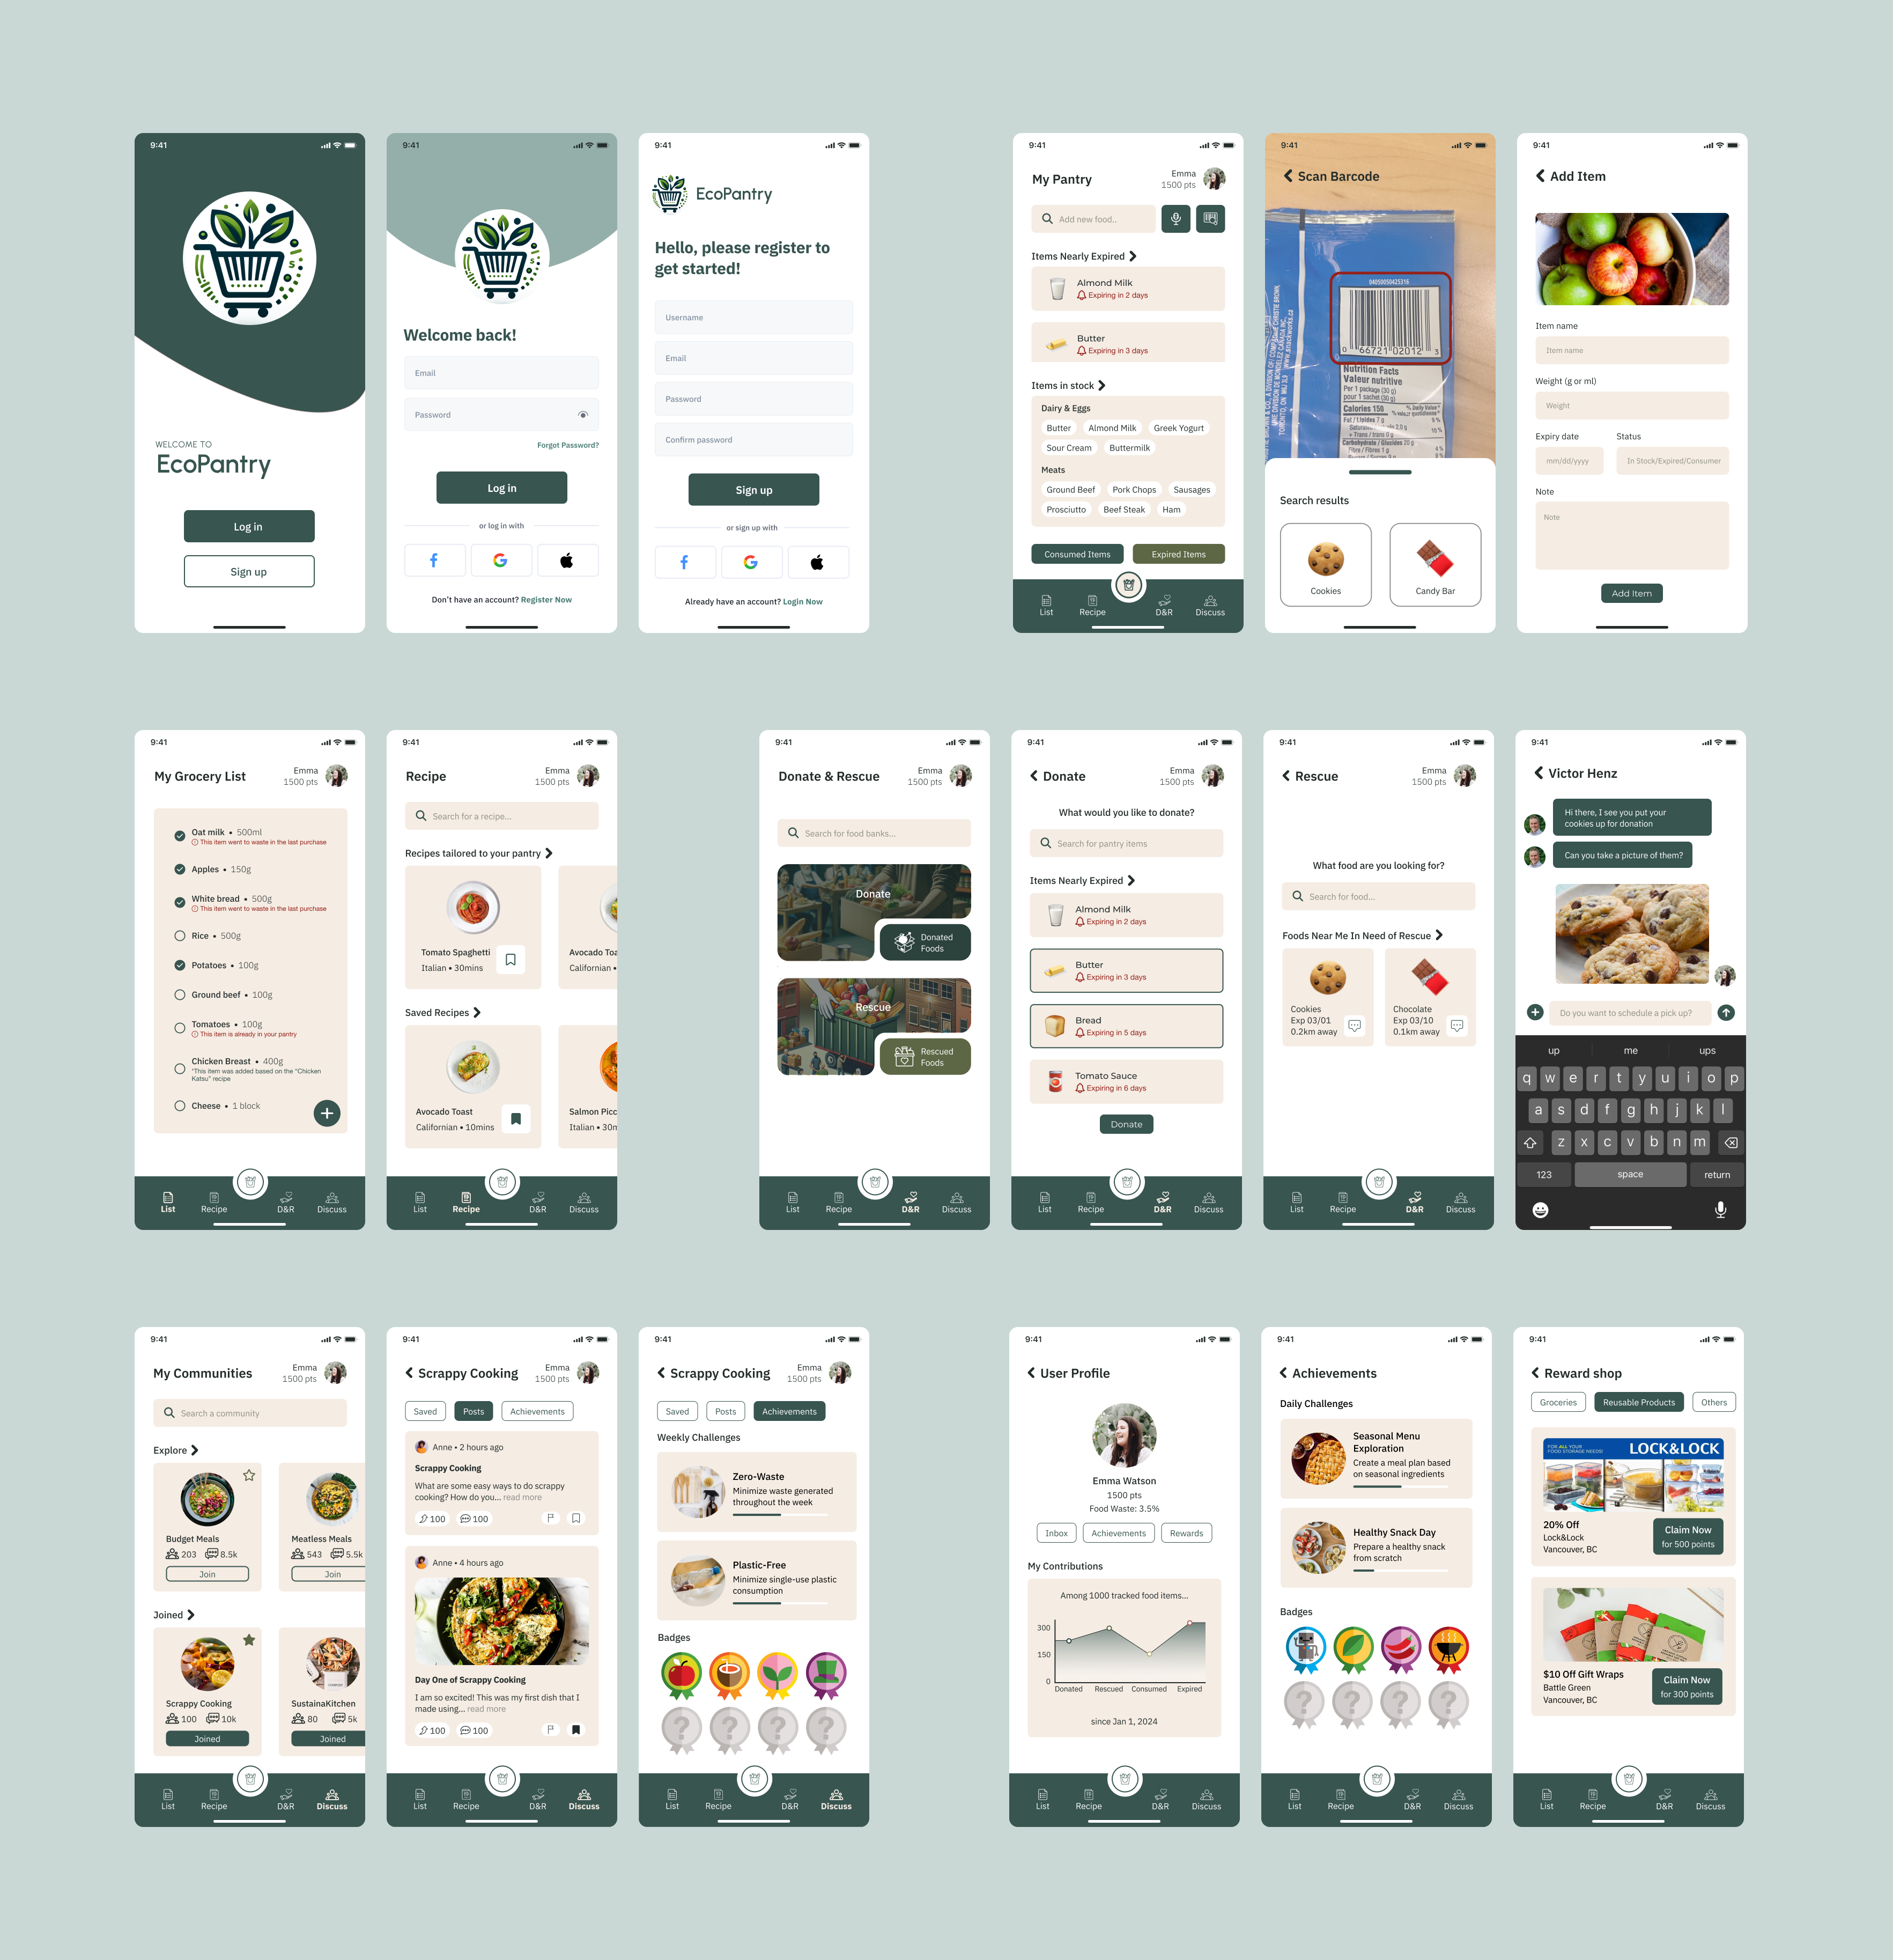 9:41
WELCOME TO
EcoPantry
Log in
Sign up
9:41
Welcome back!
Email
Password
Forgot Password?
Log in
or log in with
Don't have an account? Register Now
9:41
EcoPantry
Hello, please register to
get started!
Username
Email
Password
Confirm password
Sign up
or sign up with
Already have an account? Login Now
9:41
My Pantry
Emma
1500 pts
Add new food..
Items Nearly Expired
Almond Milk
Expiring in 2 days
Butter
Expiring in 3 days
Items in stock
Dairy & Eggs
Butter Almond Milk Greek Yogurt
Sour Cream Buttermilk
Meats
Ground Beef Pork Chops Sausages
Prosciutto Beef Steak Ham
Consumed Items Expired Items
List Recipe D&R Discuss
9:41
Scan Barcode
04050050425316
0 66721 02012 3
Nutrition Facts
Valeur nutritive
Per 1 package (30 g)
pour 1 sachet (30 g)
Calories 150
% Daily Value*
% valeur quotidienne*
Fat / Lipides 7 g
Carbohydrate / Glucides 20 g
Search results
Cookies Candy Bar
9:41
Add Item
Item name
Item name
Weight (g or ml)
Weight
Expiry date Status
mm/dd/yyyy In Stock/Expired/Consumer
Note
Note
Add Item
9:41
My Grocery List
Emma
1500 pts
Oat milk • 500ml
This item went to waste in the last purchase
Apples • 150g
White bread • 500g
This item went to waste in the last purchase
Rice • 500g
Potatoes • 100g
Ground beef • 100g
Tomatoes • 100g
This item is already in your pantry
Chicken Breast • 400g
"This item was added based on the "Chicken
Katsu" recipe
Cheese • 1 block
List Recipe D&R Discuss
9:41
Recipe
Emma
1500 pts
Search for a recipe...
Recipes tailored to your pantry
Tomato Spaghetti
Italian • 30mins
Avocado Toa
Californian •
Saved Recipes
Avocado Toast
Californian • 10mins
Salmon Picc
Italian • 30m
List Recipe D&R Discuss
9:41
Donate & Rescue
Emma
1500 pts
Search for food banks...
Donate
Donated
Foods
Rescue
Rescued
Foods
List Recipe D&R Discuss
9:41
Donate
Emma
1500 pts
What would you like to donate?
Search for pantry items
Items Nearly Expired
Almond Milk
Expiring in 2 days
Butter
Expiring in 3 days
Bread
Expiring in 5 days
Tomato Sauce
Expiring in 6 days
Donate
List Recipe D&R Discuss
9:41
Rescue
Emma
1500 pts
What food are you looking for?
Search for food...
Foods Near Me In Need of Rescue
Cookies
Exp 03/01
0.2km away
Chocolate
Exp 03/10
0.1km away
List Recipe D&R Discuss
9:41
Victor Henz
Hi there, I see you put your
cookies up for donation
Can you take a picture of them?
Do you want to schedule a pick up?
up me ups
q w e r t y u i o p
a s d f g h j k l
z x c v b n m
123 space return
9:41
My Communities
Emma
1500 pts
Search a community
Explore
Budget Meals
203 8.5k
Join
Meatless Meals
543 5.5k
Join
Joined
Scrappy Cooking
100 10k
Joined
SustainaKitchen
80 5k
Joined
List Recipe D&R Discuss
9:41
Scrappy Cooking
Emma
1500 pts
Saved Posts Achievements
Anne • 2 hours ago
Scrappy Cooking
What are some easy ways to do scrappy
cooking? How do you... read more
100 100
Anne • 4 hours ago
Day One of Scrappy Cooking
I am so excited! This was my first dish that I
made using... read more
100 100
List Recipe D&R Discuss
9:41
Scrappy Cooking
Emma
1500 pts
Saved Posts Achievements
Weekly Challenges
Zero-Waste
Minimize waste generated
throughout the week
Plastic-Free
Minimize single-use plastic
consumption
Badges
? ? ? ?
List Recipe D&R Discuss
9:41
User Profile
Emma Watson
1500 pts
Food Waste: 3.5%
Inbox Achievements Rewards
My Contributions
Among 1000 tracked food items...
300
150
0
Donated Rescued Consumed Expired
since Jan 1, 2024
List Recipe D&R Discuss
9:41
Achievements
Daily Challenges
Seasonal Menu
Exploration
Create a meal plan based
on seasonal ingredients
Healthy Snack Day
Prepare a healthy snack
from scratch
Badges
? ? ? ?
List Recipe D&R Discuss
9:41
Reward shop
Groceries Reusable Products Others
FOR ALL YOUR
FOOD STORAGE NEEDS!
LOCK&LOCK
20% Off
Lock&Lock
Vancouver, BC
Claim Now
for 500 points
$10 Off Gift Wraps
Battle Green
Vancouver, BC
Claim Now
for 300 points
List Recipe D&R Discuss